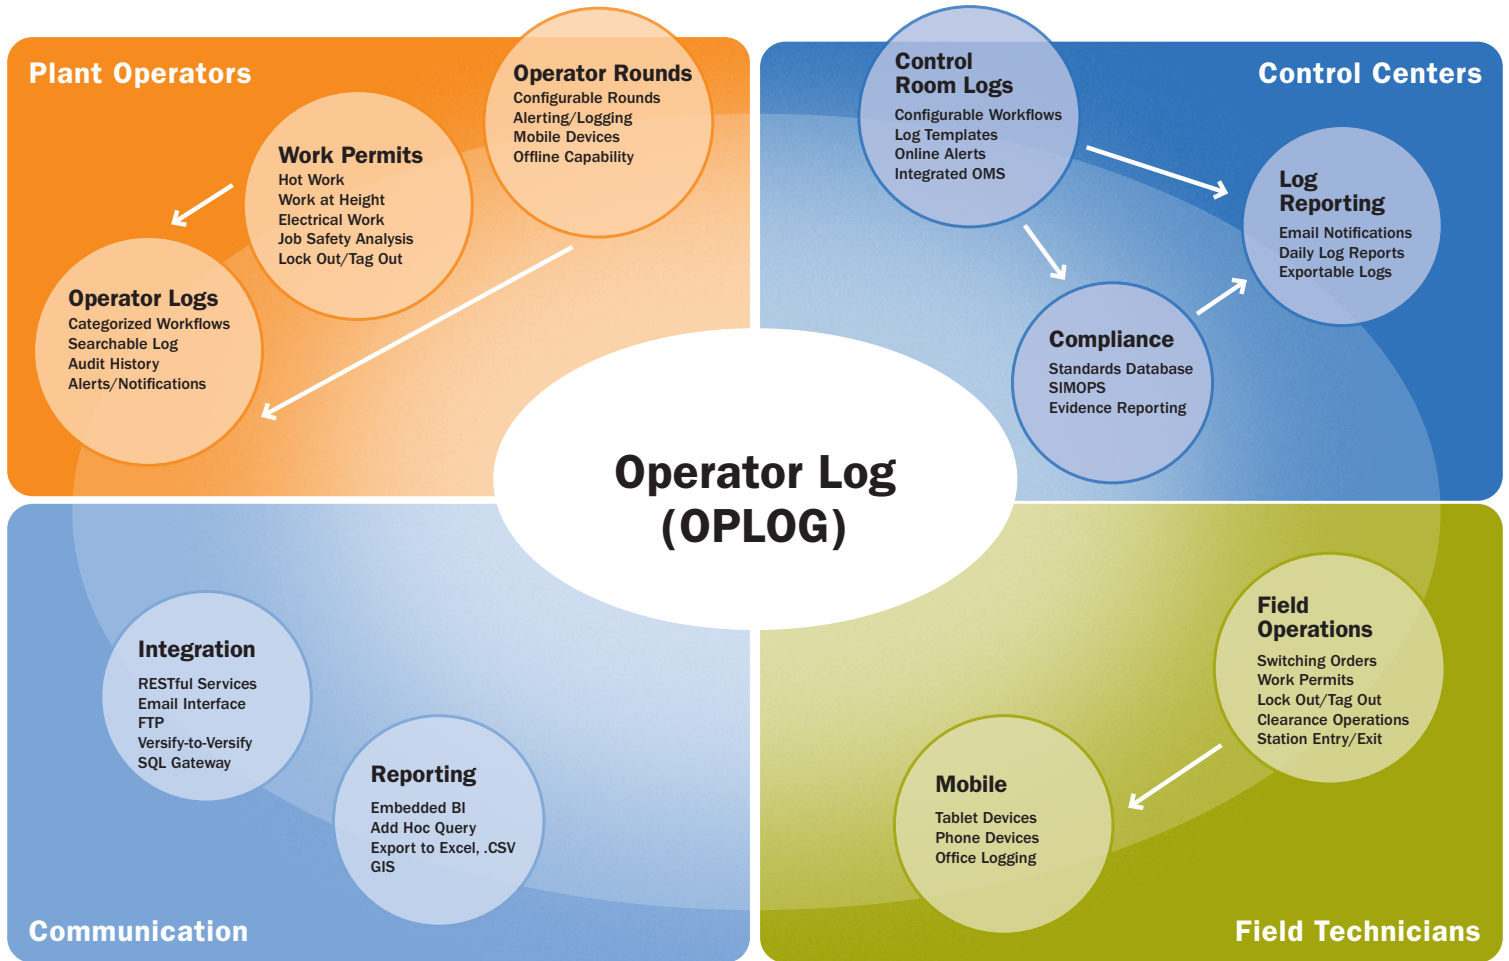 Plant Operators
Operator Rounds
Configurable Rounds
Alerting/Logging
Mobile Devices
Offline Capability
Work Permits
Hot Work
Work at Height
Electrical Work
Job Safety Analysis
Lock Out/Tag Out
Operator Logs
Categorized Workflows
Searchable Log
Audit History
Alerts/Notifications
Control Centers
Control
Room Logs
Configurable Workflows
Log Templates
Online Alerts
Integrated OMS
Log
Reporting
Email Notifications
Daily Log Reports
Exportable Logs
Compliance
Standards Database
SIMOPS
Evidence Reporting
Operator Log
(OPLOG)
Integration
RESTful Services
Email Interface
FTP
Versify-to-Versify
SQL Gateway
Reporting
Embedded BI
Add Hoc Query
Export to Excel, .CSV
GIS
Communication
Field
Operations
Switching Orders
Work Permits
Lock Out/Tag Out
Clearance Operations
Station Entry/Exit
Mobile
Tablet Devices
Phone Devices
Office Logging
Field Technicians